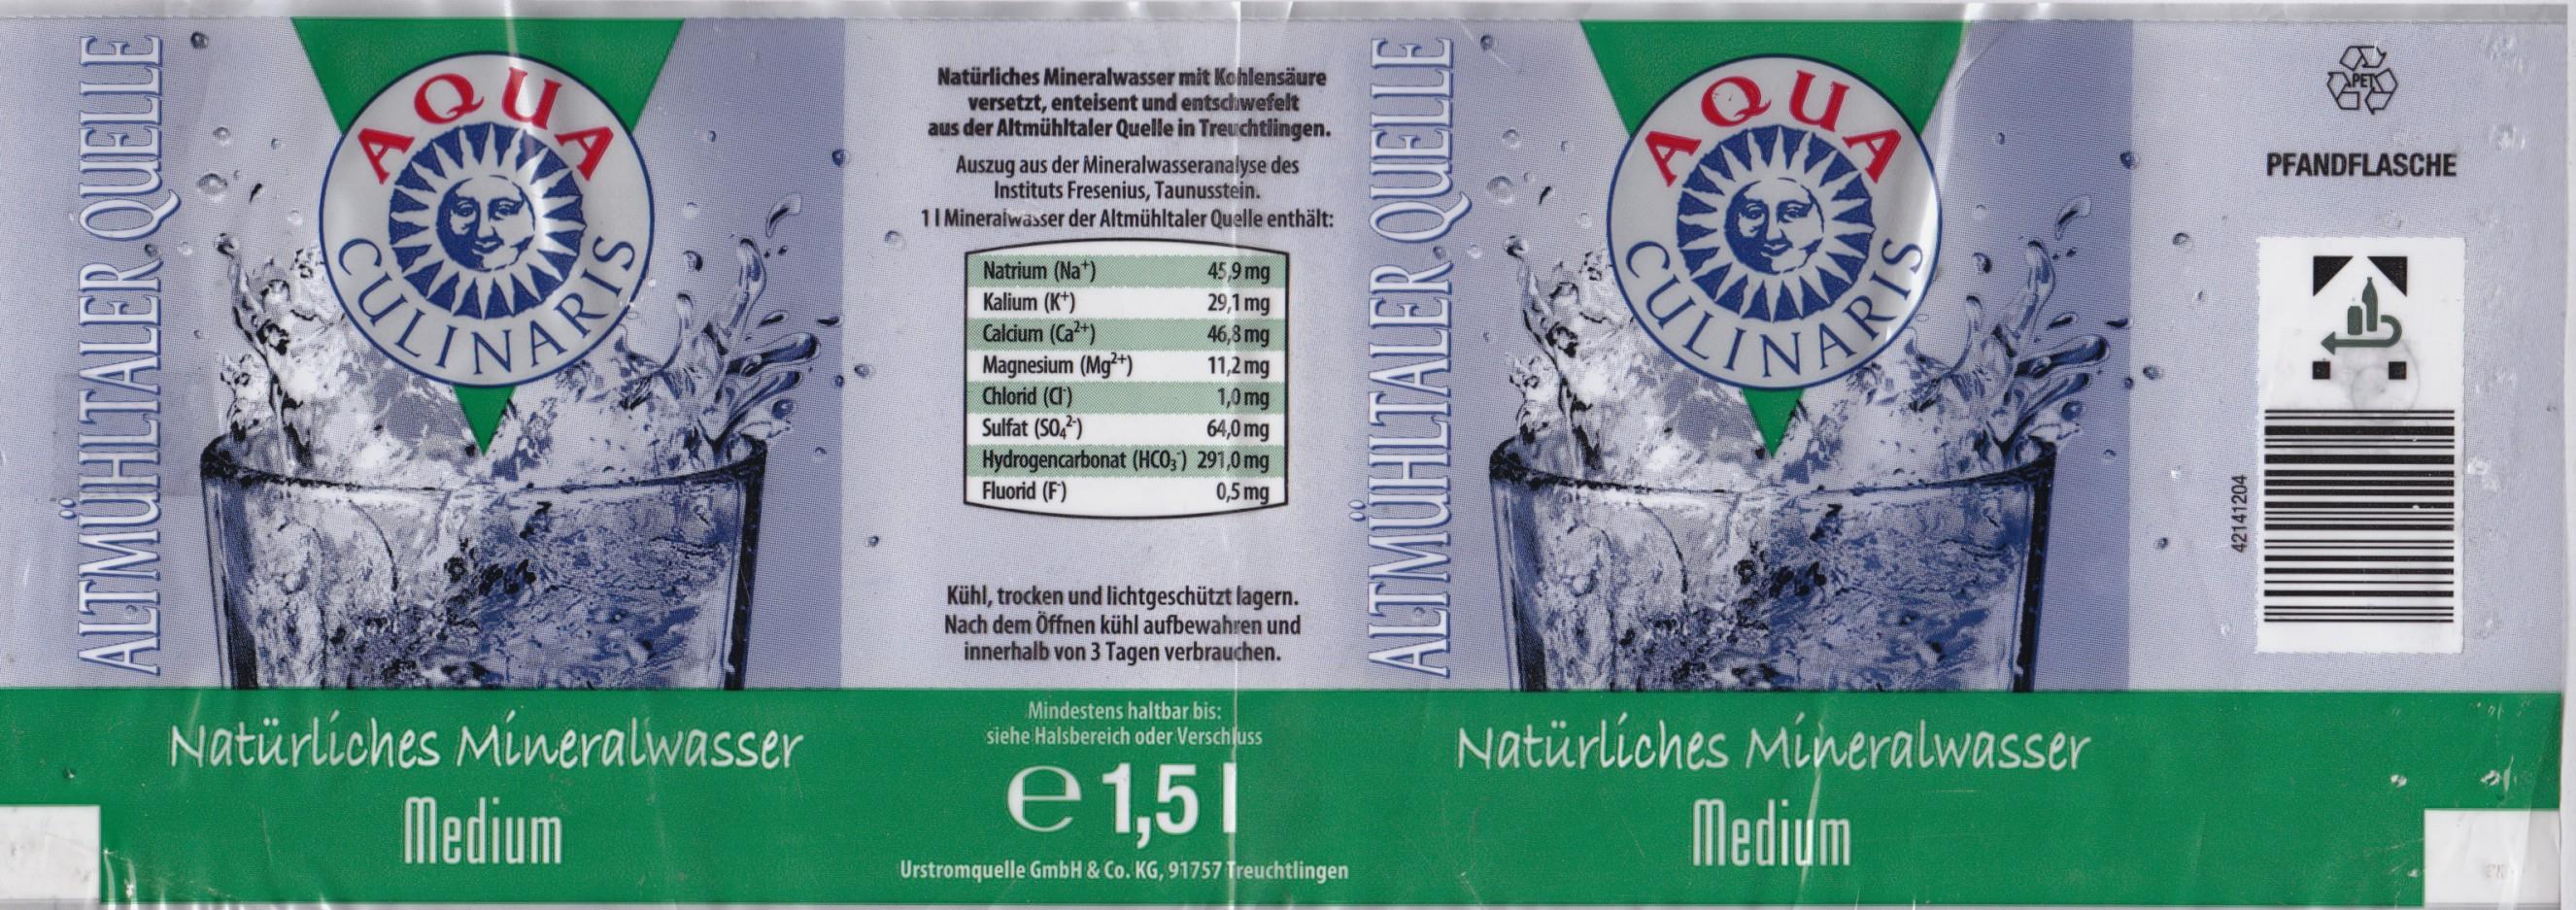 ALTMÜHLTALER QUELLE
AQUA
CULINARIS
Natürliches Mineralwasser
Medium
Natürliches Mineralwasser mit Kohlensäure
versetzt, enteisent und entschwefelt
aus der Altmühltaler Quelle in Treuchtlingen.
Auszug aus der Mineralwasseranalyse des
Instituts Fresenius, Taunusstein.
1 l Mineralwasser der Altmühltaler Quelle enthält:
Natrium (Na⁺) 45,9 mg
Kalium (K⁺) 29,1 mg
Calcium (Ca²⁺) 46,8 mg
Magnesium (Mg²⁺) 11,2 mg
Chlorid (Cl⁻) 1,0 mg
Sulfat (SO₄²⁻) 64,0 mg
Hydrogencarbonat (HCO₃⁻) 291,0 mg
Fluorid (F⁻) 0,5 mg
Kühl, trocken und lichtgeschützt lagern.
Nach dem Öffnen kühl aufbewahren und
innerhalb von 3 Tagen verbrauchen.
Mindestens haltbar bis:
siehe Halsbereich oder Verschluss
℮ 1,5 l
Urstromquelle GmbH & Co. KG, 91757 Treuchtlingen
ALTMÜHLTALER QUELLE
AQUA
CULINARIS
Natürliches Mineralwasser
Medium
PET
PFANDFLASCHE
42141204